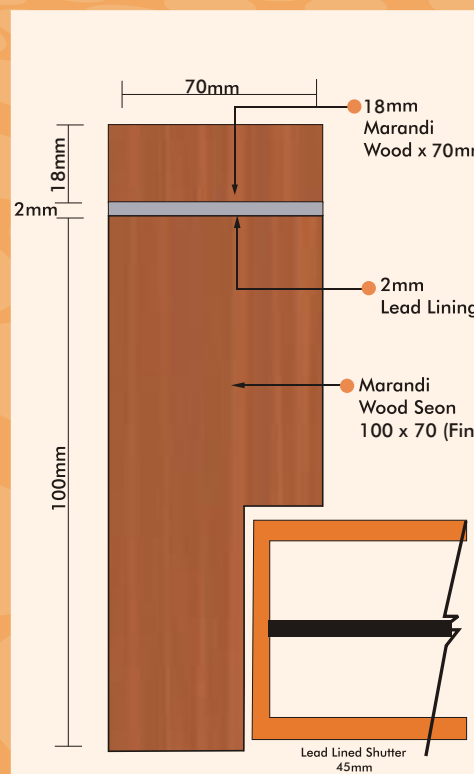 70mm
18mm
Marandi
Wood x 70mm
18mm
2mm
2mm
Lead Lining
Marandi
Wood Seon
100 x 70 (Fin
100mm
Lead Lined Shutter
45mm